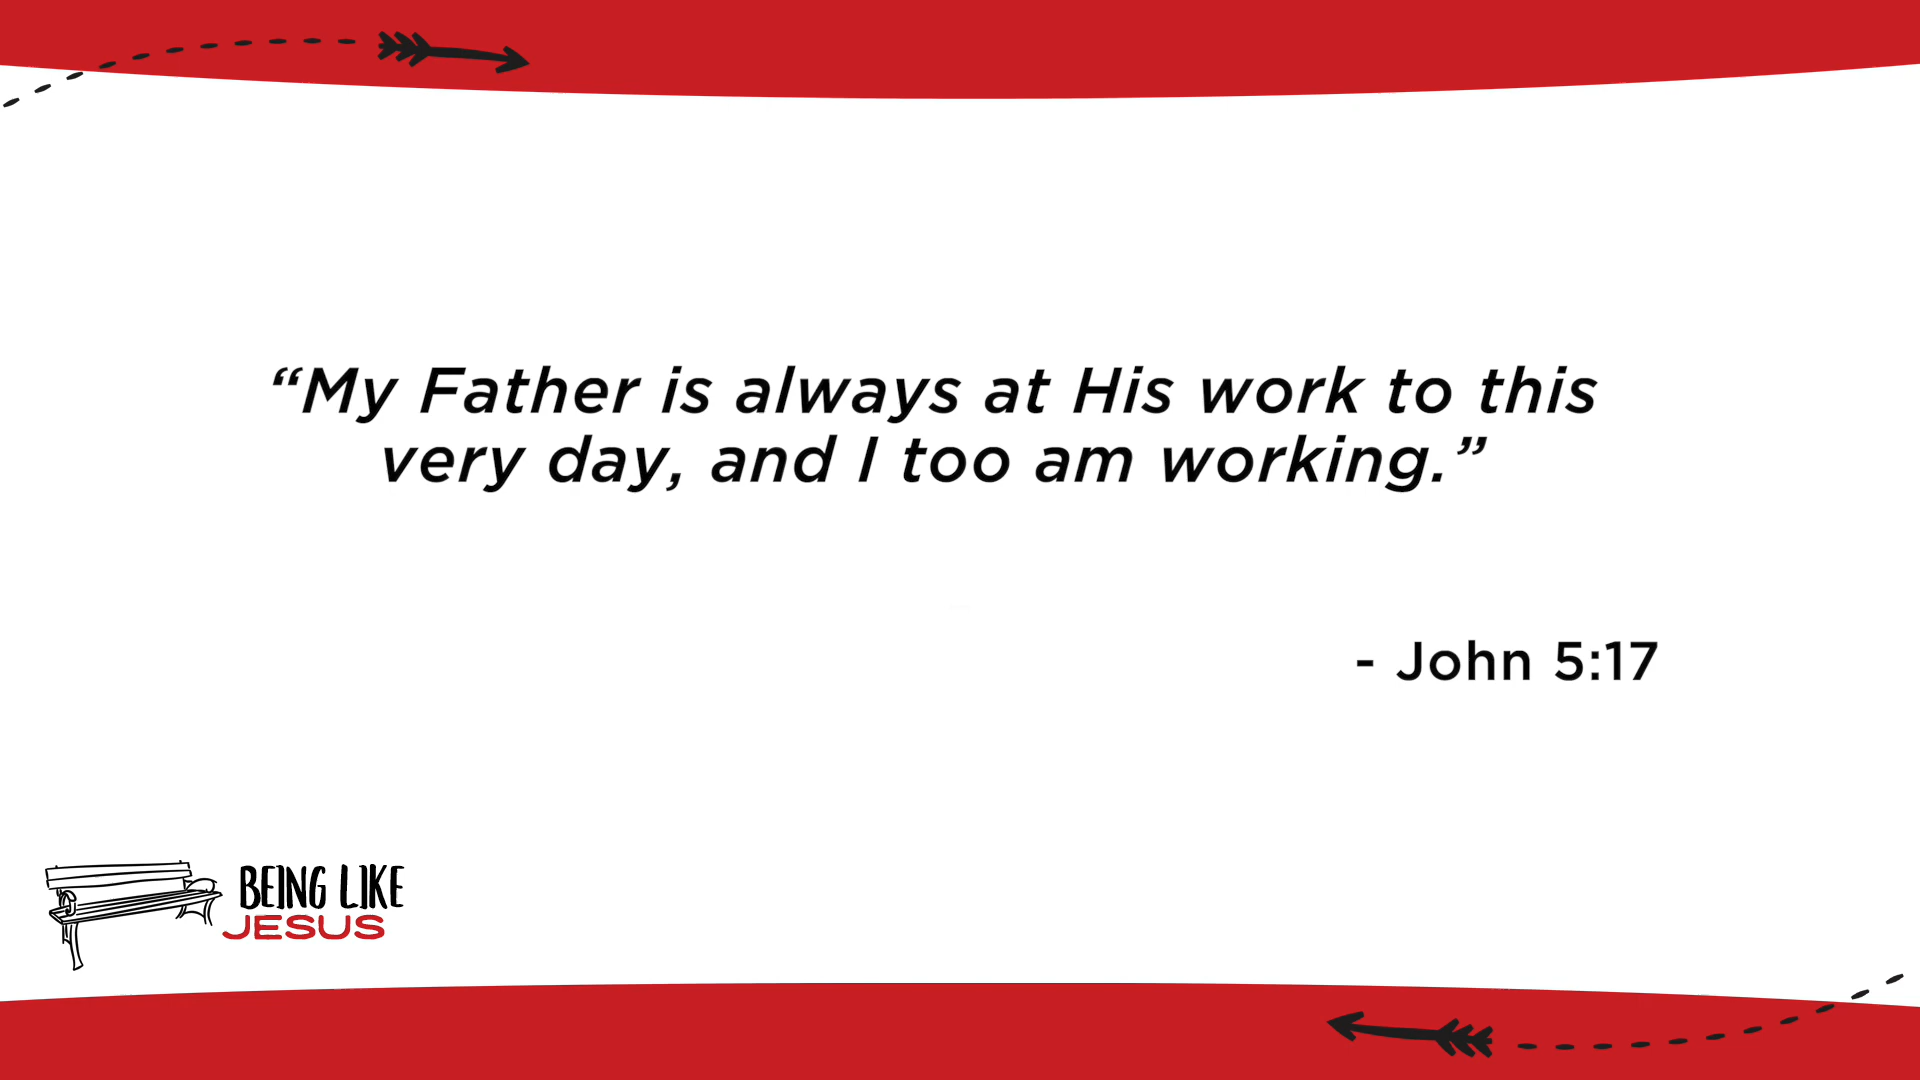 “My Father is always at His work to this
very day, and I too am working.”
- John 5:17
BEING LIKE
JESUS